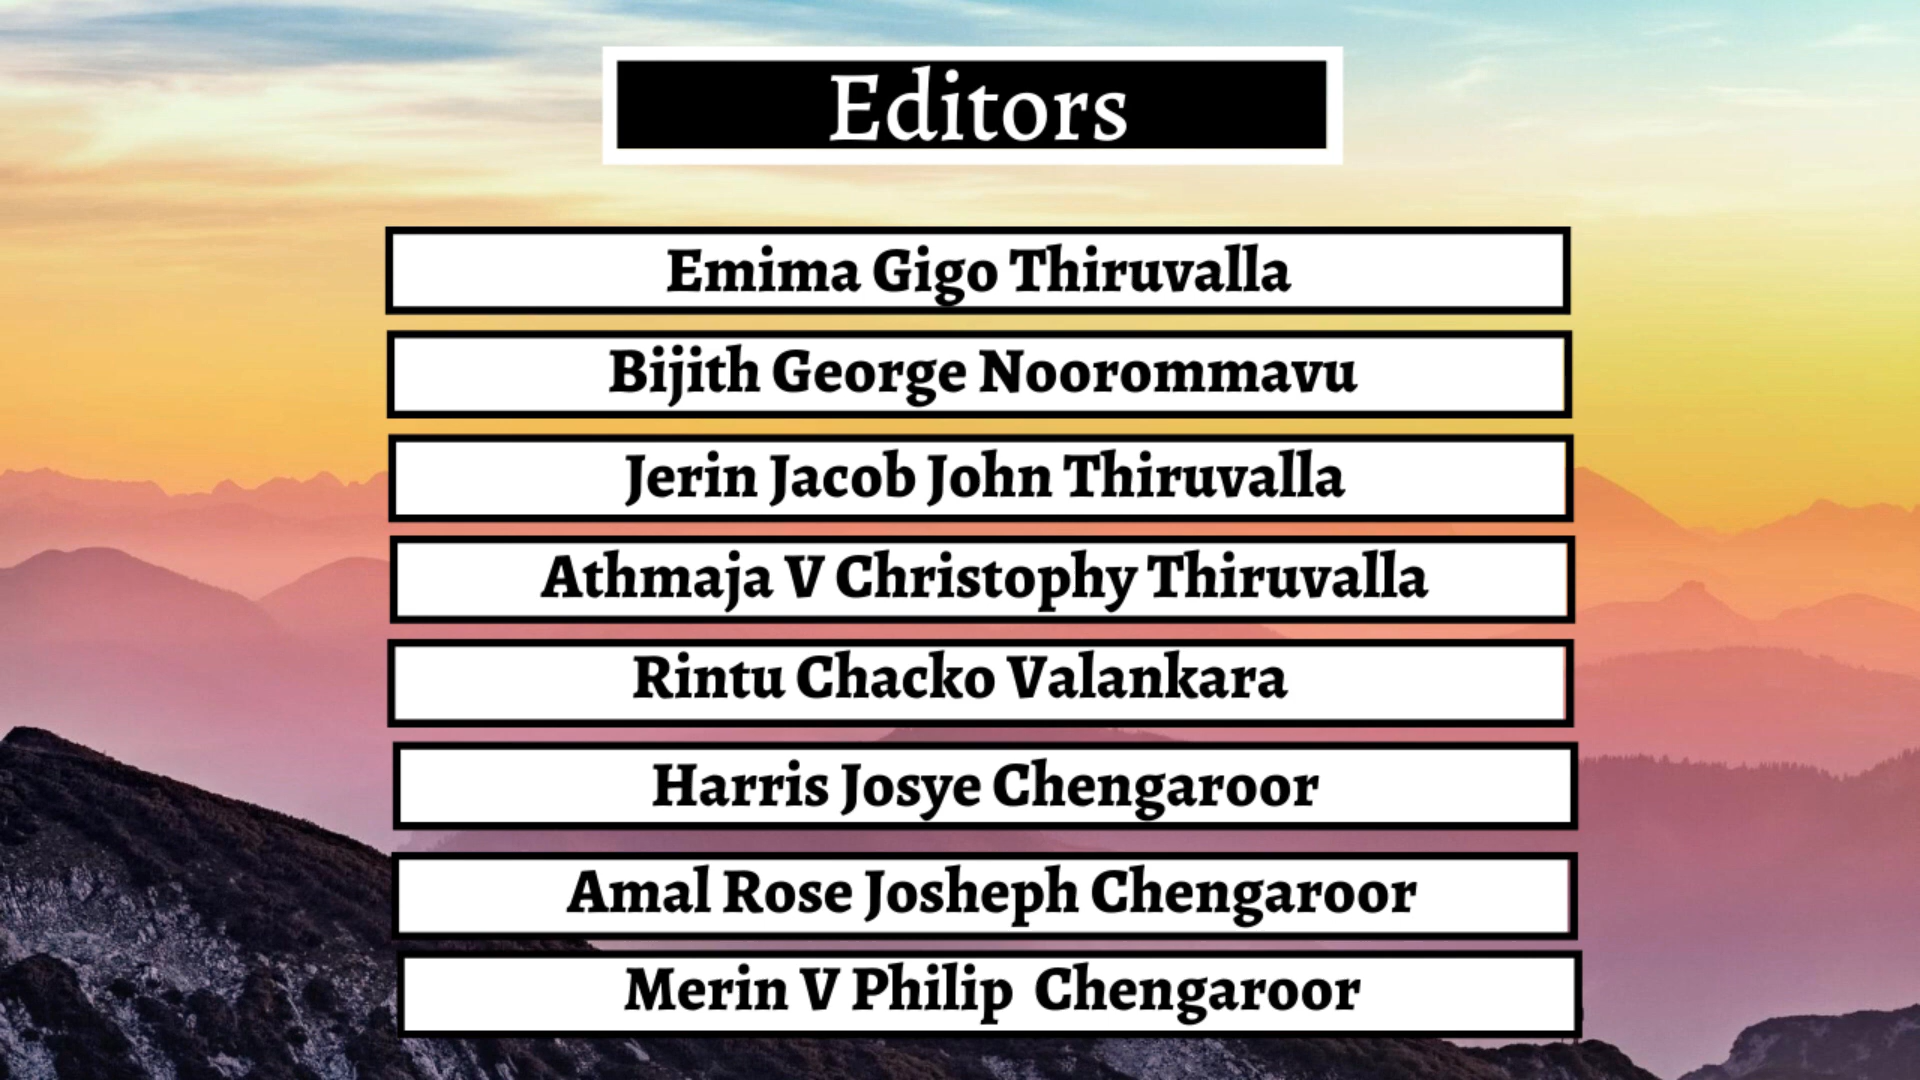 Editors
Emima Gigo Thiruvalla
Bijith George Noorommavu
Jerin Jacob John Thiruvalla
Athmaja V Christophy Thiruvalla
Rintu Chacko Valankara
Harris Josye Chengaroor
Amal Rose Josheph Chengaroor
Merin V Philip Chengaroor